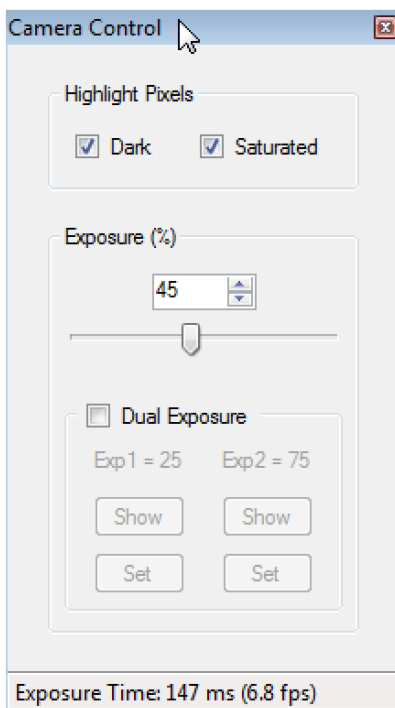 Camera Control
Highlight Pixels
Dark Saturated
Exposure (%)
45
Dual Exposure
Exp1 = 25 Exp2 = 75
Show Show
Set Set
Exposure Time: 147 ms (6.8 fps)